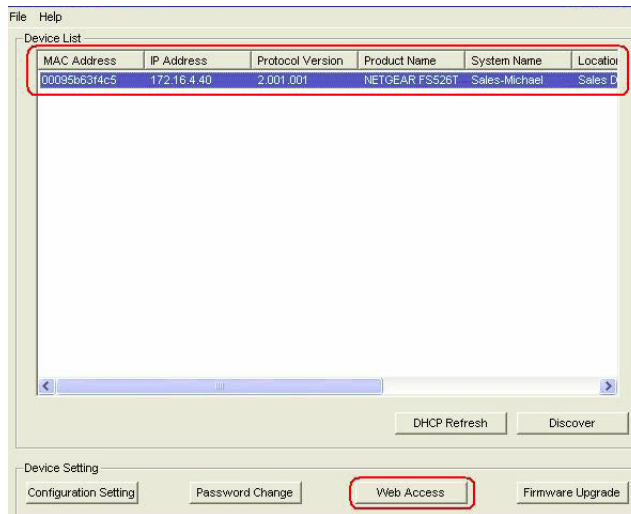 File Help
Device List
MAC Address IP Address Protocol Version Product Name System Name Location
00095b63f4c5 172.16.4.40 2.001.001 NETGEAR FS526T Sales-Michael Sales D
DHCP Refresh Discover
Device Setting
Configuration Setting Password Change Web Access Firmware Upgrade